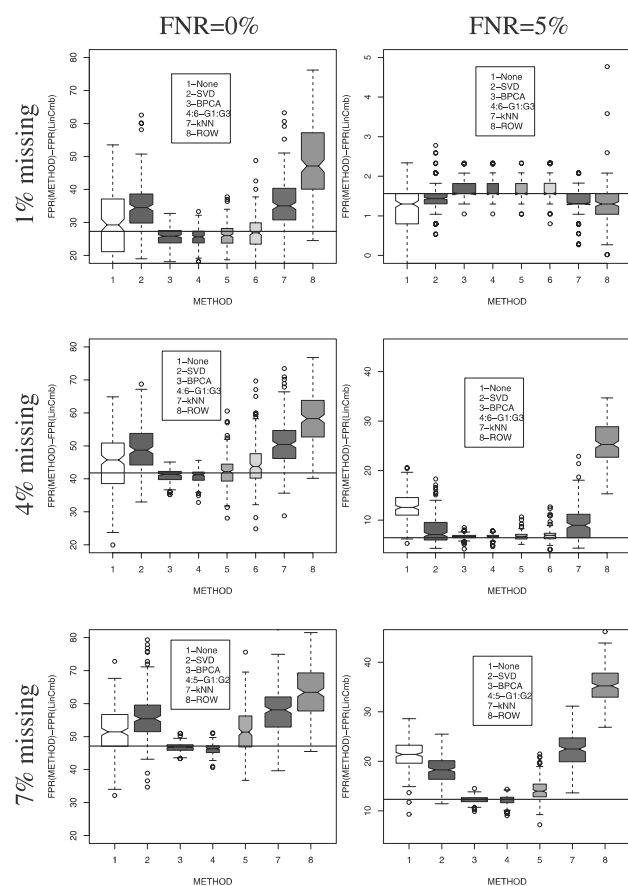 FNR=0%
FNR=5%
1% missing
FPR(METHOD)−FPR(LinCmb)
80
70
60
50
40
30
20
1−None
2−SVD
3−BPCA
4:6−G1:G3
7−kNN
8−ROW
1 2 3 4 5 6 7 8
METHOD
FPR(METHOD)−FPR(LinCmb)
5
4
3
2
1
0
1−None
2−SVD
3−BPCA
4:6−G1:G3
7−kNN
8−ROW
1 2 3 4 5 6 7 8
METHOD
4% missing
FPR(METHOD)−FPR(LinCmb)
80
70
60
50
40
30
20
1−None
2−SVD
3−BPCA
4:6−G1:G3
7−kNN
8−ROW
1 2 3 4 5 6 7 8
METHOD
FPR(METHOD)−FPR(LinCmb)
40
30
20
10
1−None
2−SVD
3−BPCA
4:6−G1:G3
7−kNN
8−ROW
1 2 3 4 5 6 7 8
METHOD
7% missing
FPR(METHOD)−FPR(LinCmb)
80
70
60
50
40
30
20
1−None
2−SVD
3−BPCA
4:5−G1:G2
7−kNN
8−ROW
1 2 3 4 5 7 8
METHOD
FPR(METHOD)−FPR(LinCmb)
40
30
20
10
1−None
2−SVD
3−BPCA
4:5−G1:G2
7−kNN
8−ROW
1 2 3 4 5 7 8
METHOD